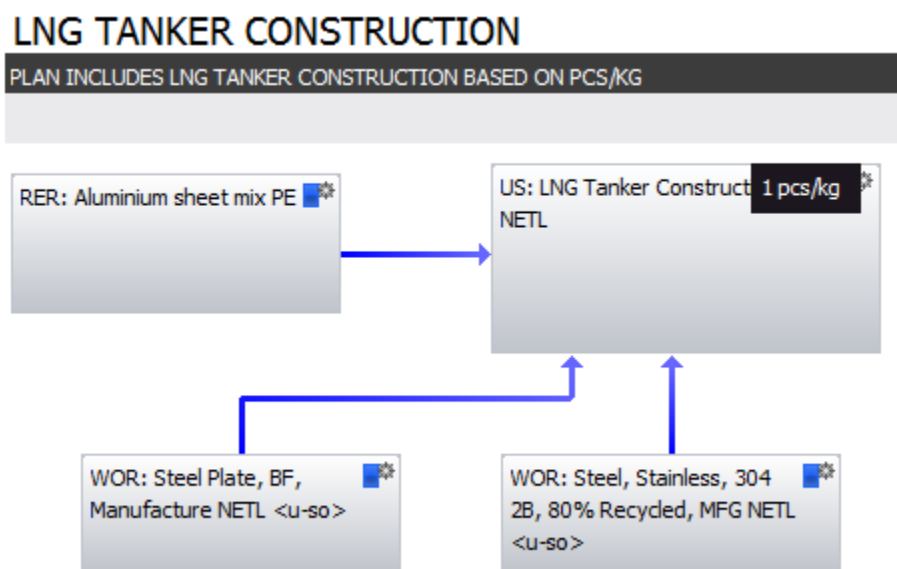 LNG TANKER CONSTRUCTION
PLAN INCLUDES LNG TANKER CONSTRUCTION BASED ON PCS/KG
RER: Aluminium sheet mix PE
US: LNG Tanker Construct
1 pcs/kg
NETL
WOR: Steel Plate, BF,
Manufacture NETL <u-so>
WOR: Steel, Stainless, 304
2B, 80% Recycled, MFG NETL
<u-so>